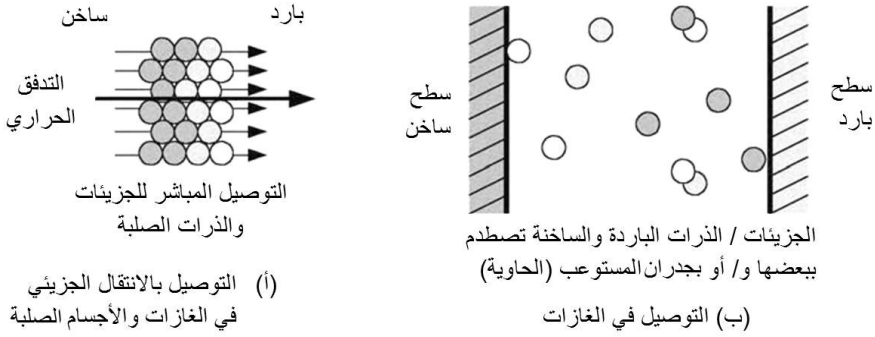 ساخن
بارد
التدفق
الحراري
التوصيل المباشر للجزيئات
والذرات الصلبة
(أ) التوصيل بالانتقال الجزيئي
في الغازات والأجسام الصلبة
سطح
ساخن
سطح
بارد
الجزيئات / الذرات الباردة والساخنة تصطدم
ببعضها و/ أو بجدران المستوعب (الحاوية)
(ب) التوصيل في الغازات